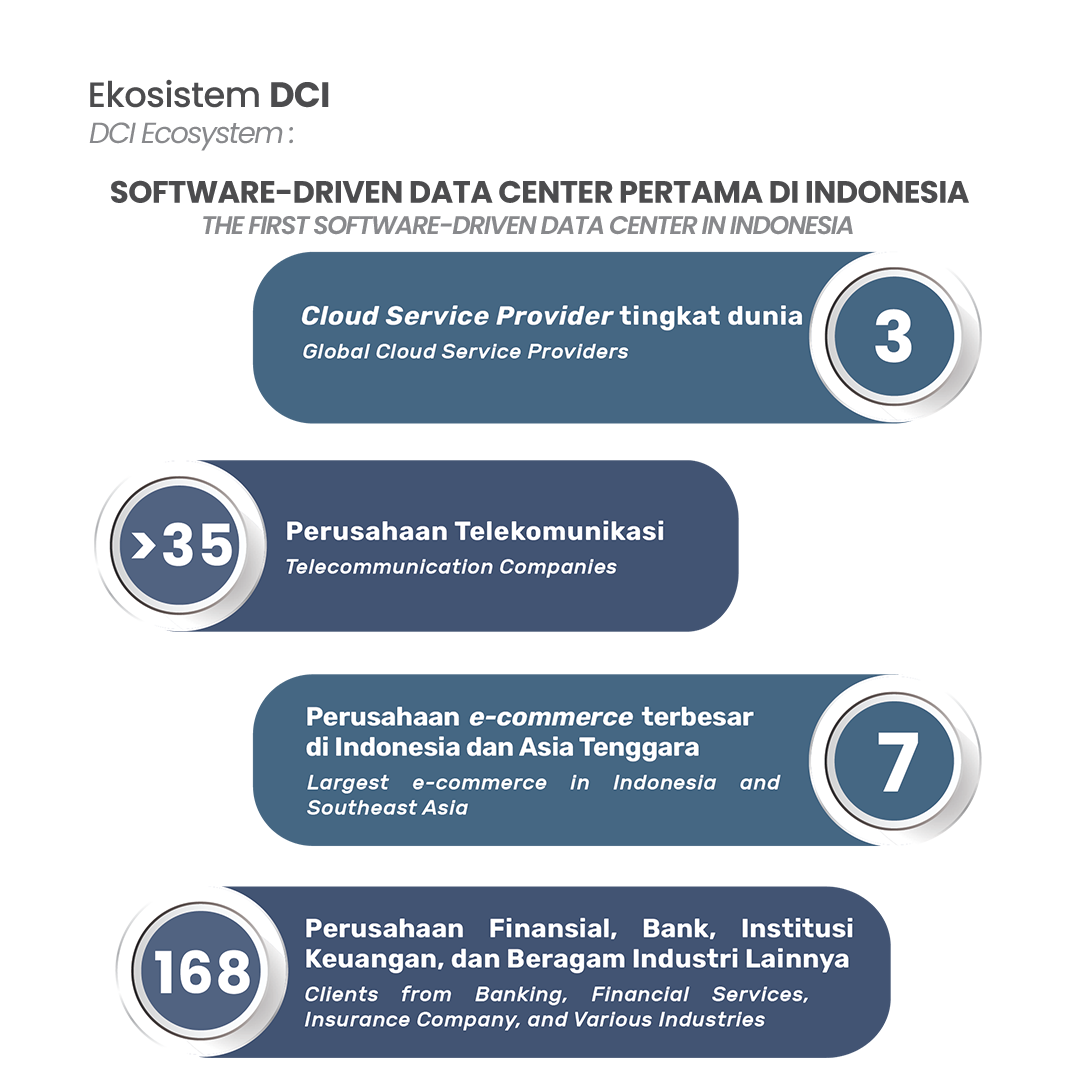 Ekosistem DCI
DCI Ecosystem :
SOFTWARE-DRIVEN DATA CENTER PERTAMA DI INDONESIA
THE FIRST SOFTWARE-DRIVEN DATA CENTER IN INDONESIA
Cloud Service Provider tingkat dunia
Global Cloud Service Providers
3
>35
Perusahaan Telekomunikasi
Telecommunication Companies
Perusahaan e-commerce terbesar
di Indonesia dan Asia Tenggara
Largest e-commerce in Indonesia and
Southeast Asia
7
168
Perusahaan Finansial, Bank, Institusi
Keuangan, dan Beragam Industri Lainnya
Clients from Banking, Financial Services,
Insurance Company, and Various Industries